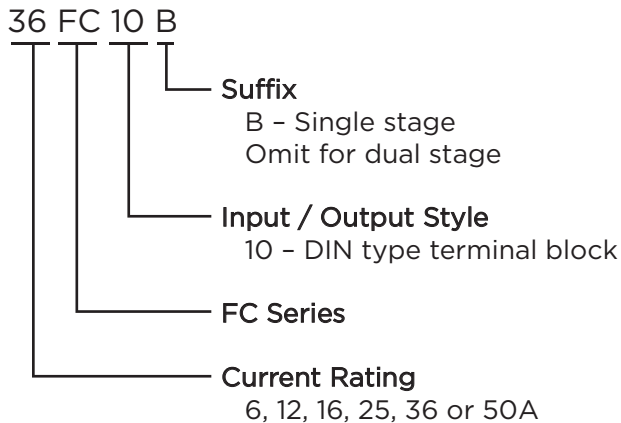 36 FC 10 B
Suffix
B – Single stage
Omit for dual stage
Input / Output Style
10 – DIN type terminal block
FC Series
Current Rating
6, 12, 16, 25, 36 or 50A